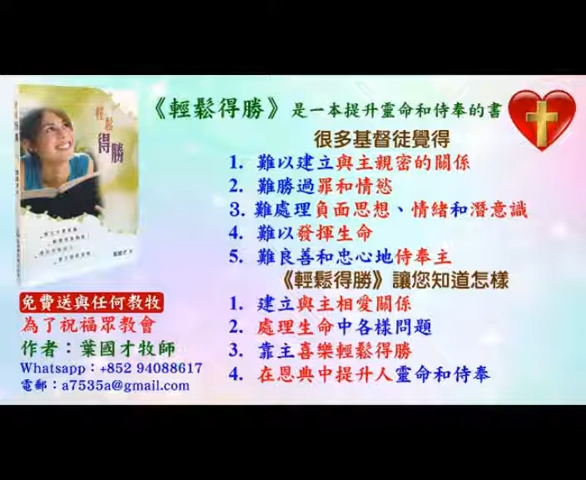 《輕鬆得勝》是一本提升靈命和侍奉的書
很多基督徒覺得
1. 難以建立與主親密的關係
2. 難勝過罪和情慾
3. 難處理負面思想、情緒和潛意識
4. 難以發揮生命
5. 難良善和忠心地侍奉主
《輕鬆得勝》讓您知道怎樣
1. 建立與主相愛關係
2. 處理生命中各樣問題
3. 靠主喜樂輕鬆得勝
4. 在恩典中提升人靈命和侍奉
輕鬆
得勝
免費送與任何教牧
為了祝福眾教會
作者：葉國才牧師
Whatsapp：+852 94088617
電郵：a7535a@gmail.com